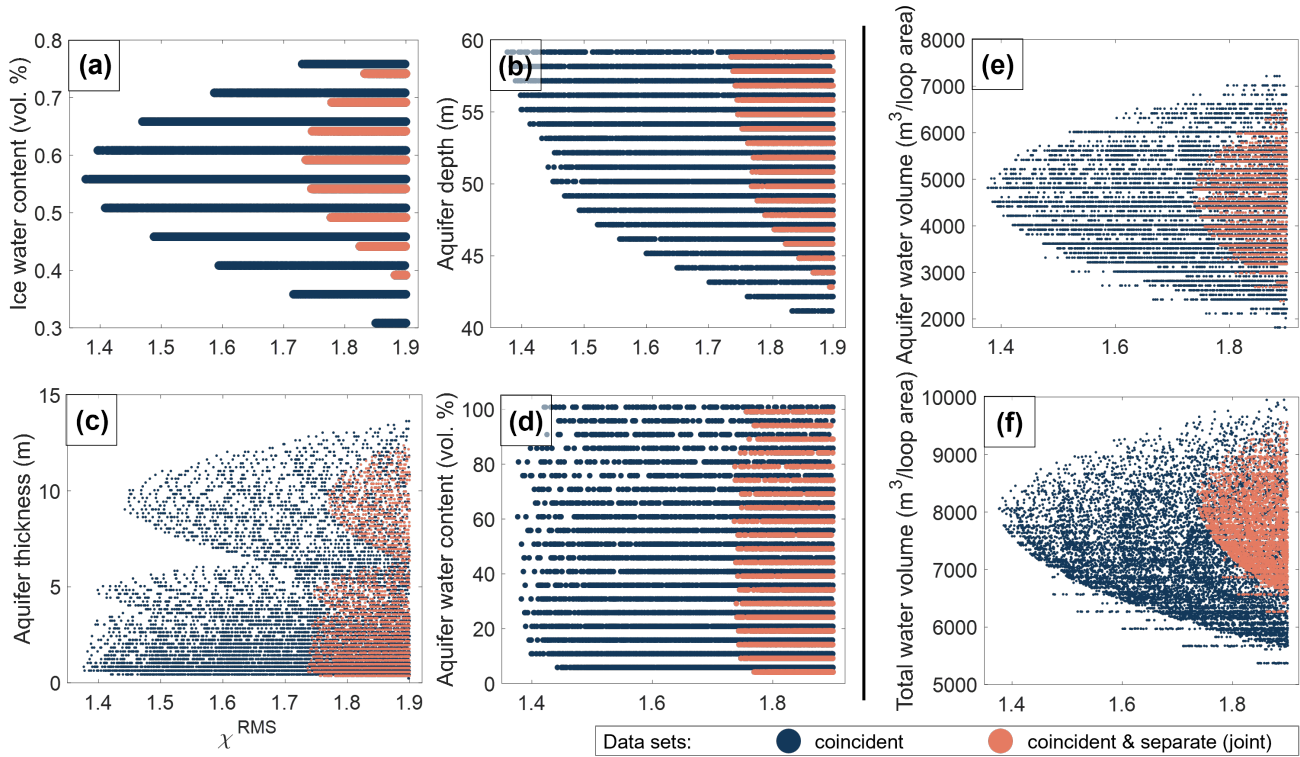 (a)
Ice water content (vol. %)
0.8
0.7
0.6
0.5
0.4
0.3
1.4 1.5 1.6 1.7 1.8 1.9
(b)
Aquifer depth (m)
60
55
50
45
40
1.4 1.5 1.6 1.7 1.8 1.9
(e)
Aquifer water volume (m³/loop area)
8000
7000
6000
5000
4000
3000
2000
1.4 1.6 1.8
(c)
Aquifer thickness (m)
15
10
5
0
1.4 1.5 1.6 1.7 1.8 1.9
χ RMS
(d)
Aquifer water content (vol. %)
100
80
60
40
20
0
1.4 1.6 1.8
(f)
Total water volume (m³/loop area)
10000
9000
8000
7000
6000
5000
1.4 1.6 1.8
Data sets: coincident coincident & separate (joint)